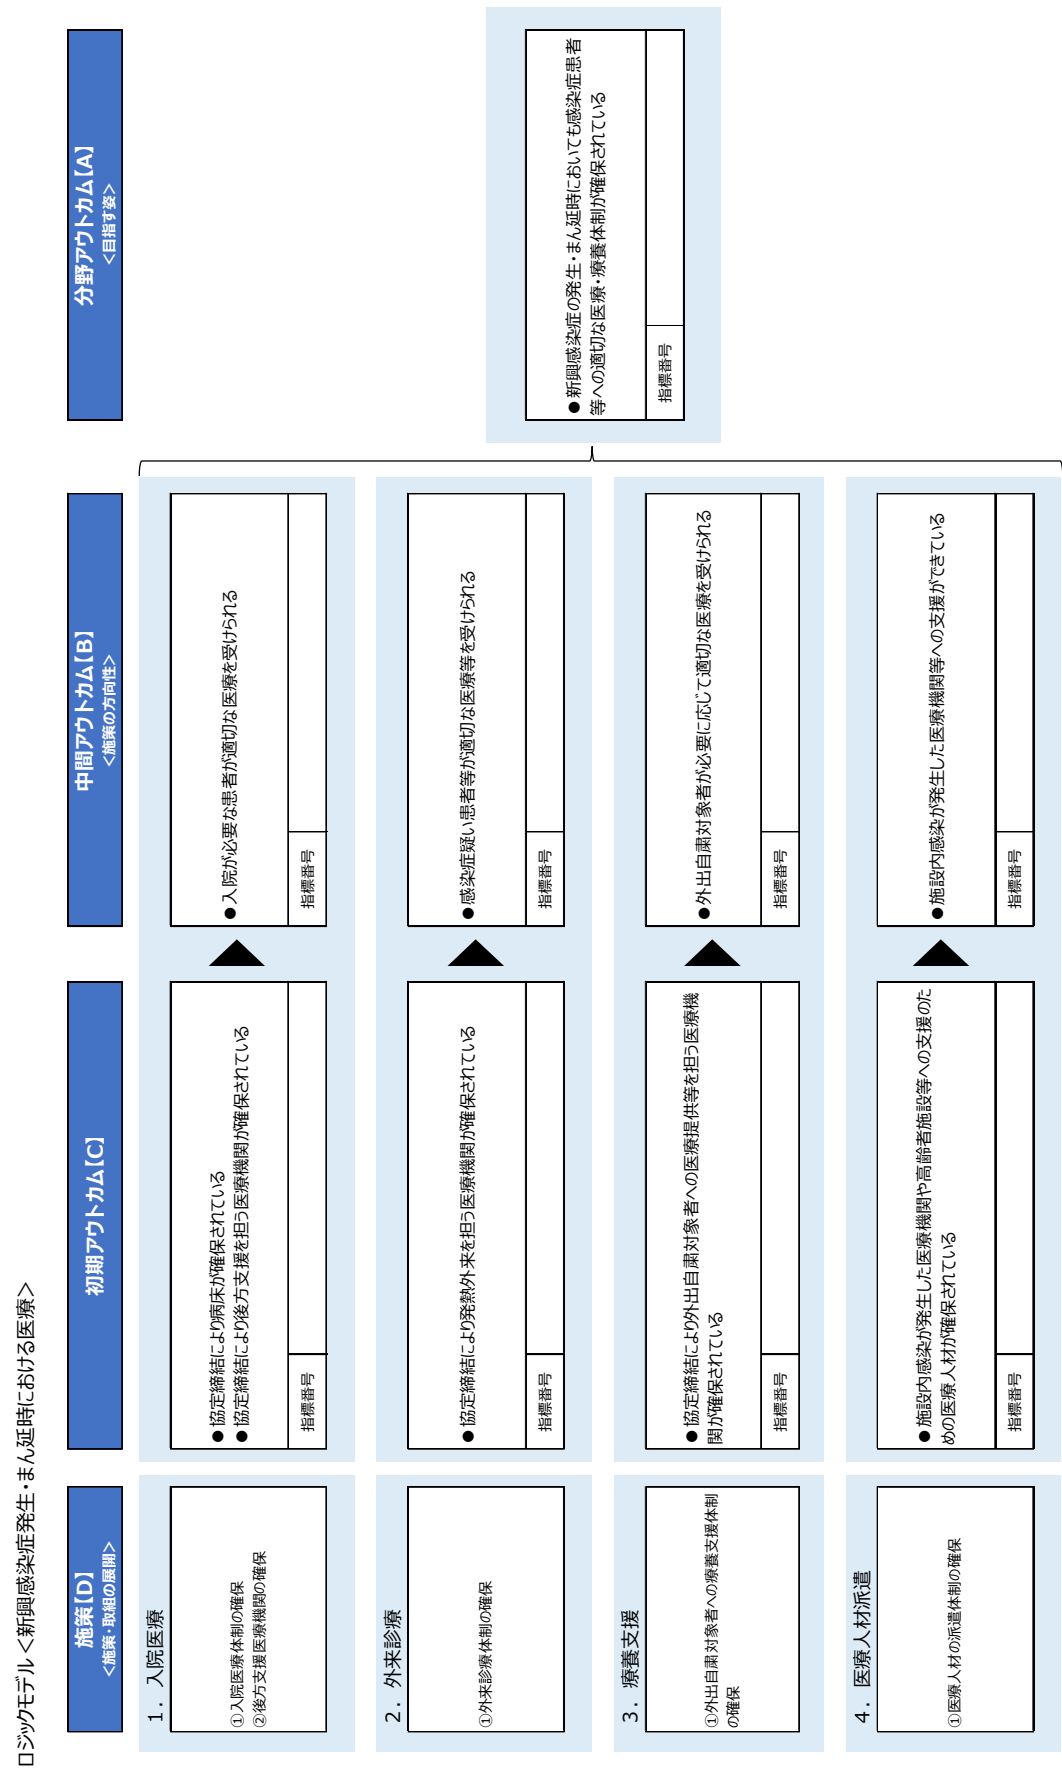 ロジックモデル＜新興感染症発生・まん延時における医療＞
施策【D】
＜施策・取組の展開＞
初期アウトカム【C】
中間アウトカム【B】
＜施策の方向性＞
分野アウトカム【A】
＜目指す姿＞
１．入院医療
①入院医療体制の確保
②後方支援医療機関の確保
●協定締結により病床が確保されている
●協定締結により後方支援を担う医療機関が確保されている
指標番号
●入院が必要な患者が適切な医療を受けられる
指標番号
２．外来診療
①外来診療体制の確保
●協定締結により発熱外来を担う医療機関が確保されている
指標番号
●感染症疑い患者等が適切な医療等を受けられる
指標番号
３．療養支援
①外出自粛対象者への療養支援体制
の確保
●協定締結により外出自粛対象者への医療提供等を担う医療機
関が確保されている
指標番号
●外出自粛対象者が必要に応じて適切な医療を受けられる
指標番号
４．医療人材派遣
①医療人材の派遣体制の確保
●施設内感染が発生した医療機関や高齢者施設等への支援のた
めの医療人材が確保されている
指標番号
●施設内感染が発生した医療機関等への支援ができている
指標番号
●新興感染症の発生・まん延時においても感染症患者
等への適切な医療・療養体制が確保されている
指標番号